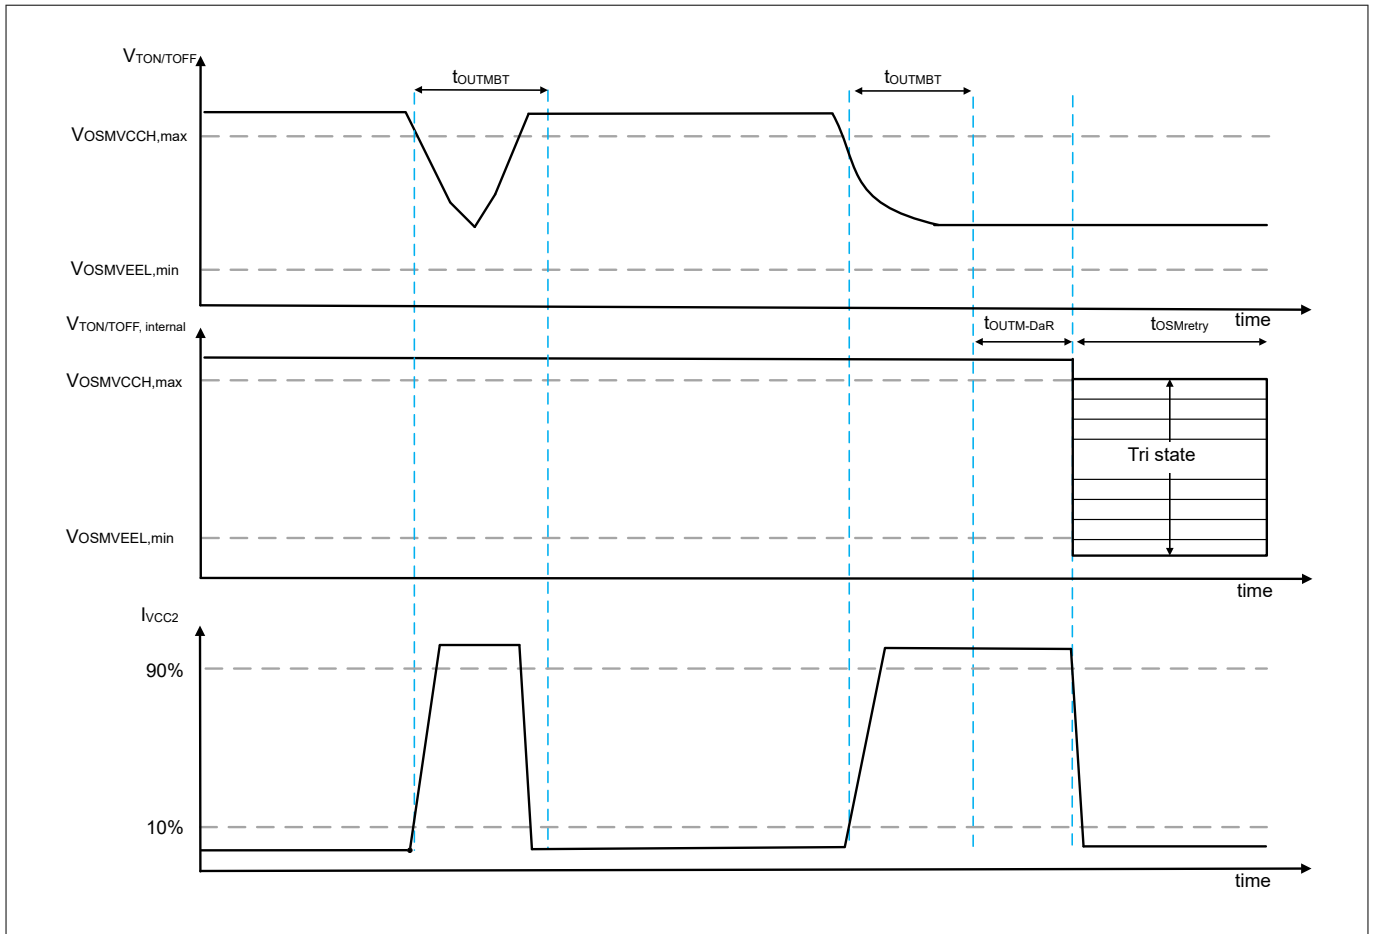 VTON/TOFF
tOUTMBT
tOUTMBT
VOSMVCCH,max
VOSMVEEL,min
time
VTON/TOFF, internal
tOUTM-DaR
tOSMretry
VOSMVCCH,max
Tri state
VOSMVEEL,min
time
IVCC2
90%
10%
time